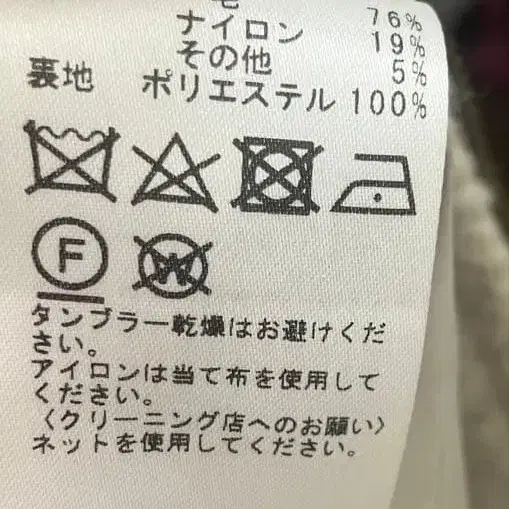 毛 76%
ナイロン 19%
その他 5%
裏地 ポリエステル 100%
F
W
タンブラー乾燥はお避けくだ
さい。
アイロンは当て布を使用して
ください。
〈クリーニング店へのお願い〉
ネットを使用してください。